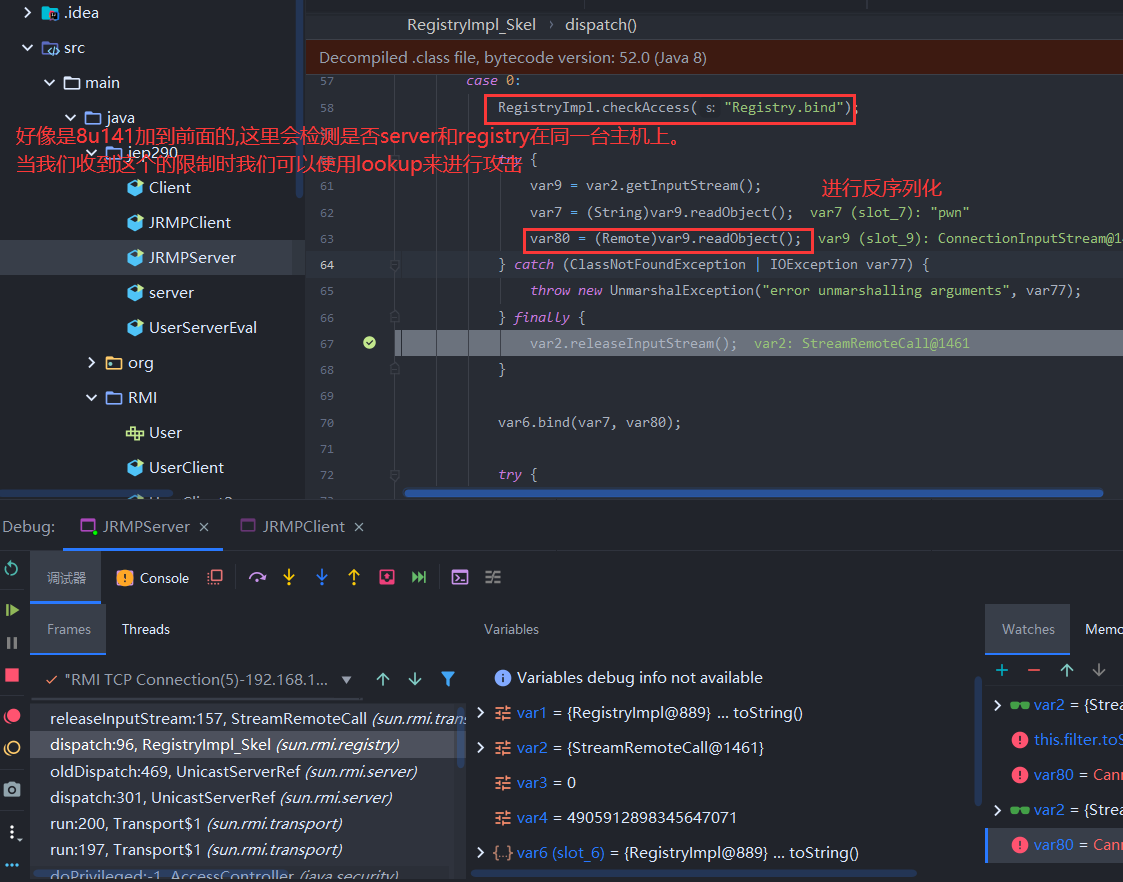 .idea
src
main
java
jep290
Client
JRMPClient
JRMPServer
server
UserServerEval
org
RMI
User
UserClient
RegistryImpl_Skel › dispatch()
Decompiled .class file, bytecode version: 52.0 (Java 8)
57 case 0:
58 RegistryImpl.checkAccess( s: "Registry.bind");
好像是8u141加到前面的,这里会检测是否server和registry在同一台主机上。
当我们收到这个的限制时我们可以使用lookup来进行攻击
try {
进行反序列化
61 var9 = var2.getInputStream();
62 var7 = (String)var9.readObject(); var7 (slot_7): "pwn"
63 var80 = (Remote)var9.readObject(); var9 (slot_9): ConnectionInputStream@1
64 } catch (ClassNotFoundException | IOException var77) {
65 throw new UnmarshalException("error unmarshalling arguments", var77);
66 } finally {
67 var2.releaseInputStream(); var2: StreamRemoteCall@1461
68 }
69
70 var6.bind(var7, var80);
71
72 try {
Debug: JRMPServer × JRMPClient ×
调试器 Console
Frames Threads
"RMI TCP Connection(5)-192.168.1...
releaseInputStream:157, StreamRemoteCall (sun.rmi.trans
dispatch:96, RegistryImpl_Skel (sun.rmi.registry)
oldDispatch:469, UnicastServerRef (sun.rmi.server)
dispatch:301, UnicastServerRef (sun.rmi.server)
run:200, Transport$1 (sun.rmi.transport)
run:197, Transport$1 (sun.rmi.transport)
doPrivileged:-1, AccessController (java.security)
Variables
Variables debug info not available
var1 = {RegistryImpl@889} ... toString()
var2 = {StreamRemoteCall@1461}
var3 = 0
var4 = 4905912898345647071
var6 (slot_6) = {RegistryImpl@889} ... toString()
Watches Memo
var2 = {Strea
this.filter.toS
var80 = Cann
var2 = {Strea
var80 = Cann